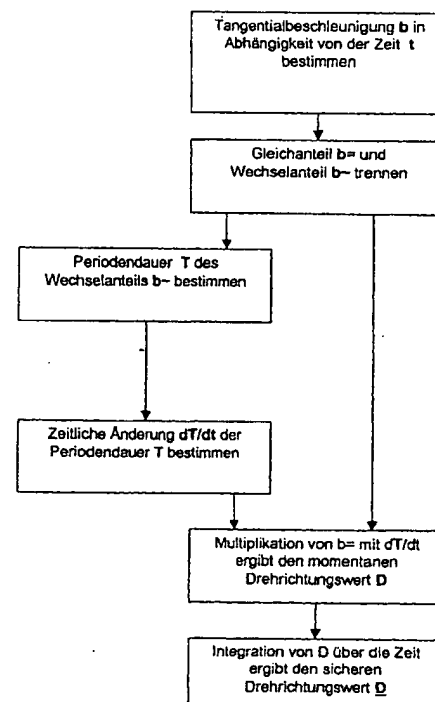 Tangentialbeschleunigung b in
Abhängigkeit von der Zeit t
bestimmen
Gleichanteil b= und
Wechselanteil b~ trennen
Periodendauer T des
Wechselanteils b~ bestimmen
Zeitliche Änderung dT/dt der
Periodendauer T bestimmen
Multiplikation von b= mit dT/dt
ergibt den momentanen
Drehrichtungswert D
Integration von D über die Zeit
ergibt den sicheren
Drehrichtungswert D